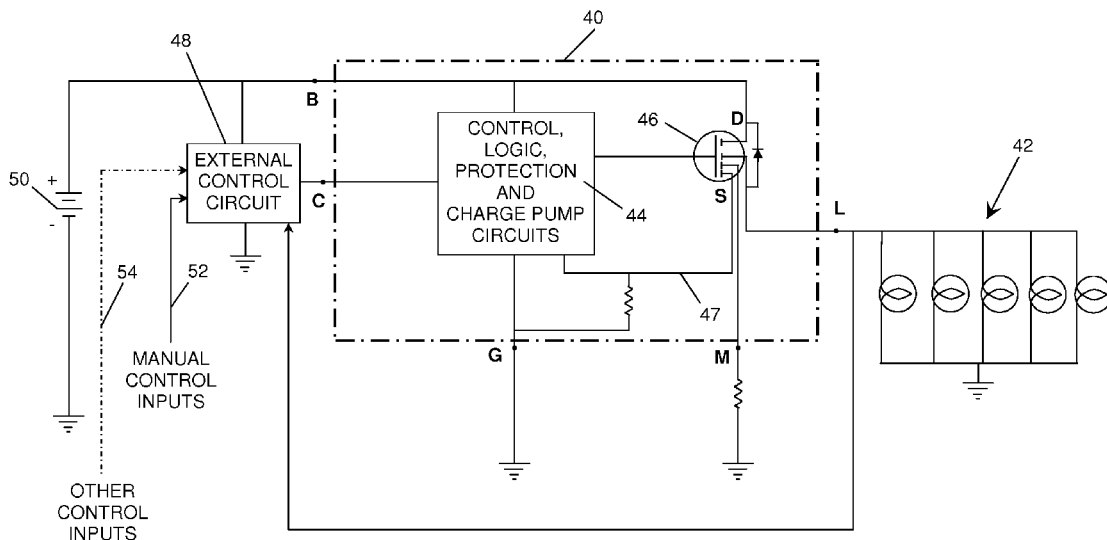 40
48
B
EXTERNAL
CONTROL
CIRCUIT
C
CONTROL,
LOGIC,
PROTECTION
AND
CHARGE PUMP
CIRCUITS
44
46
D
S
42
L
50
+
-
54
52
47
MANUAL
CONTROL
INPUTS
G
M
OTHER
CONTROL
INPUTS